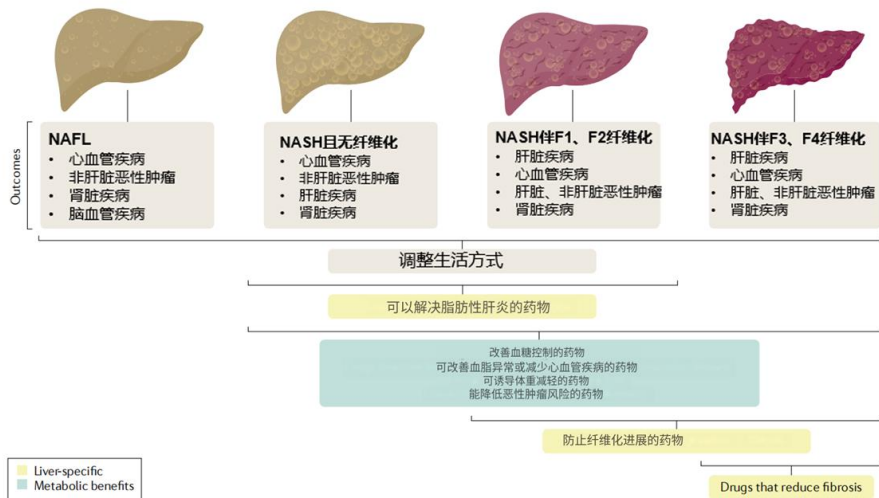 Outcomes
NAFL
• 心血管疾病
• 非肝脏恶性肿瘤
• 肾脏疾病
• 脑血管疾病
NASH且无纤维化
• 心血管疾病
• 非肝脏恶性肿瘤
• 肝脏疾病
• 肾脏疾病
NASH伴F1、F2纤维化
• 肝脏疾病
• 心血管疾病
• 肝脏、非肝脏恶性肿瘤
• 肾脏疾病
NASH伴F3、F4纤维化
• 肝脏疾病
• 心血管疾病
• 肝脏、非肝脏恶性肿瘤
• 肾脏疾病
调整生活方式
可以解决脂肪性肝炎的药物
改善血糖控制的药物
可改善血脂异常或减少心血管疾病的药物
可诱导体重减轻的药物
能降低恶性肿瘤风险的药物
防止纤维化进展的药物
Drugs that reduce fibrosis
Liver-specific
Metabolic benefits